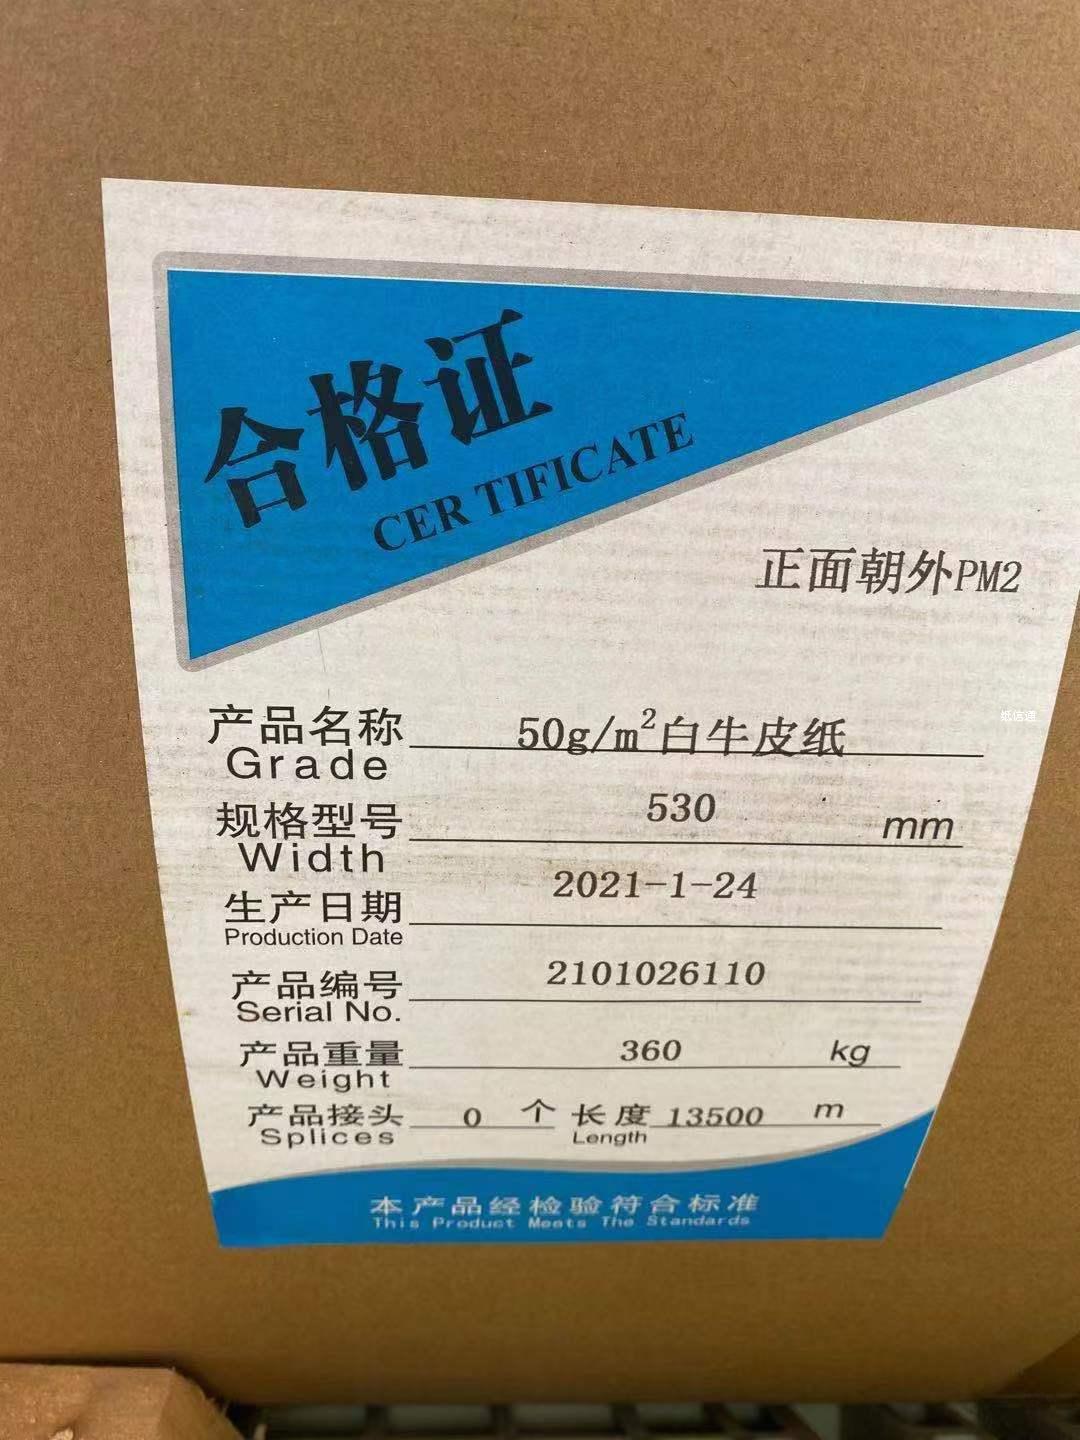 合格证
CERTIFICATE
正面朝外PM2
纸信通
产品名称 50g/m²白牛皮纸
Grade
规格型号 530 mm
Width
生产日期 2021-1-24
Production Date
产品编号 2101026110
Serial No.
产品重量 360 kg
Weight
产品接头 0 个 长度 13500 m
Splices Length
本产品经检验符合标准
This Product Meets The Standards